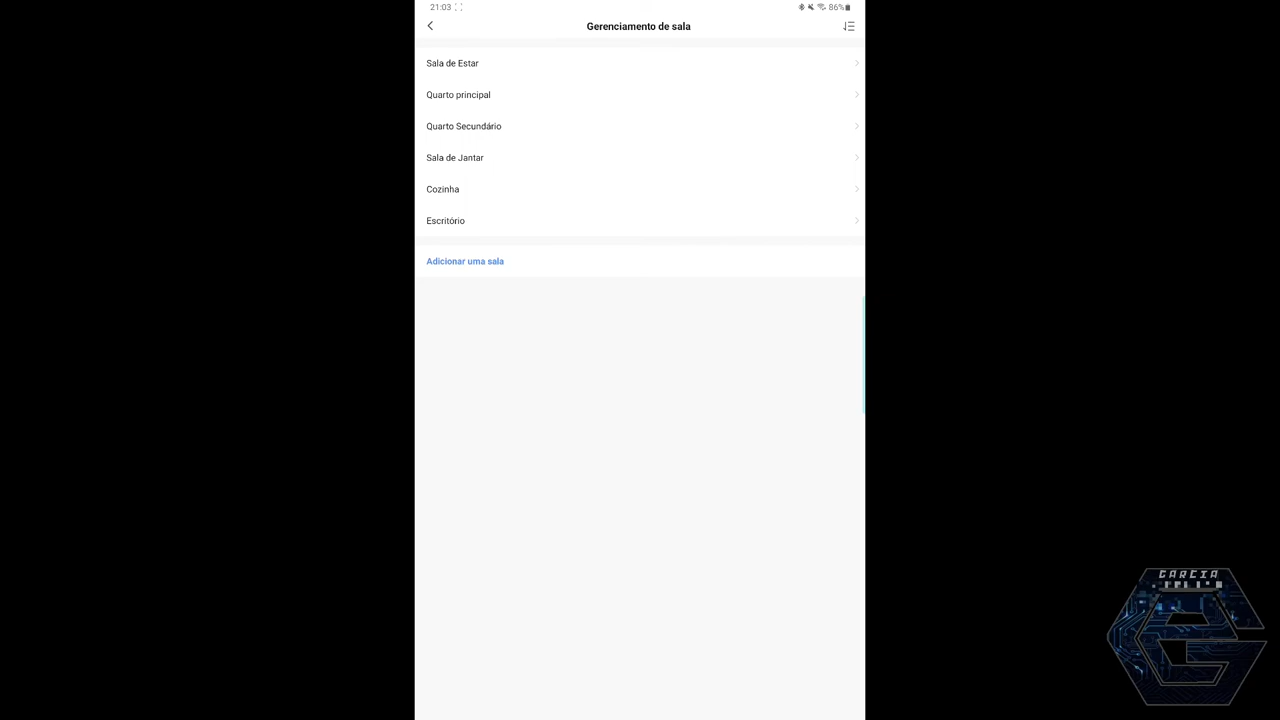 21:03
86%
Gerenciamento de sala
Sala de Estar
Quarto principal
Quarto Secundário
Sala de Jantar
Cozinha
Escritório
Adicionar uma sala
GARCIA